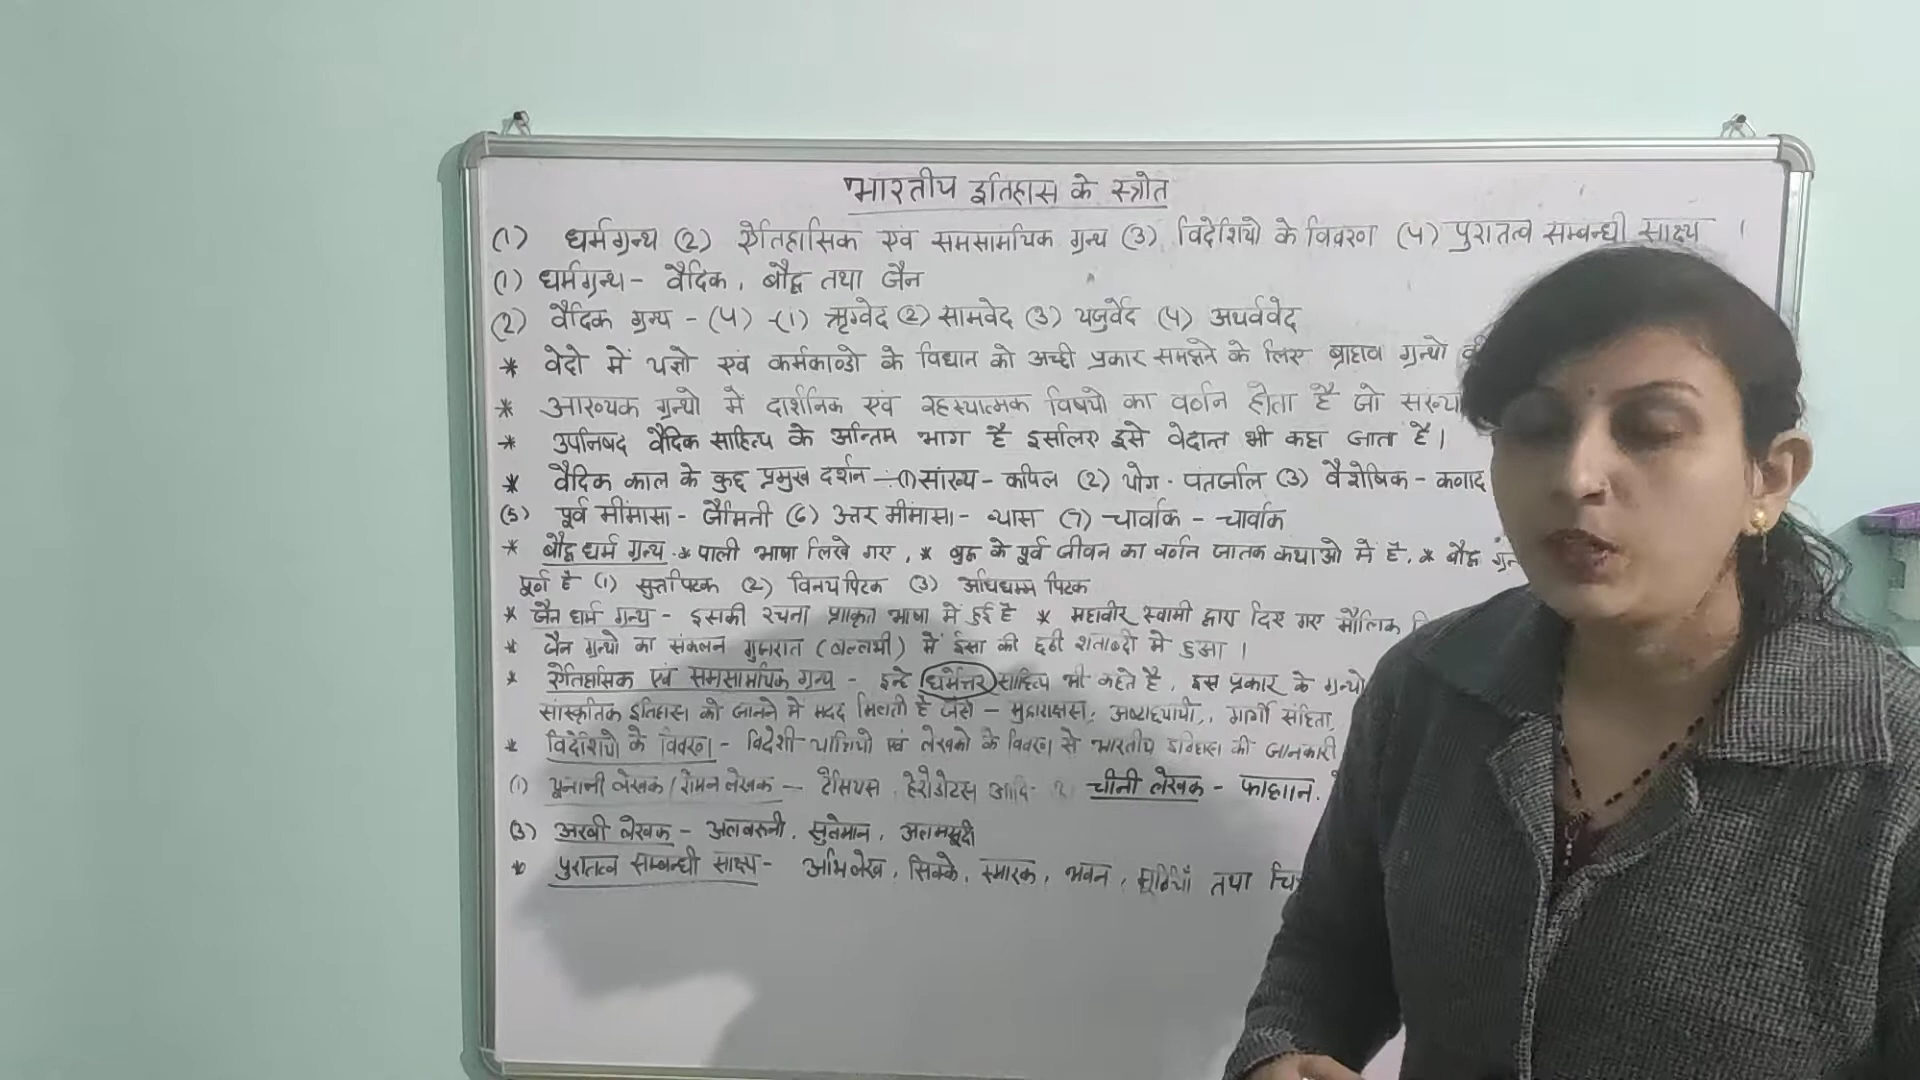 भारतीय इतिहास के स्त्रोत
(1) धर्मग्रन्थ (2) ऐतिहासिक एवं समसामयिक ग्रन्थ (3) विदेशियो के विवरण (4) पुरातत्व सम्बन्धी साक्ष्य ।
(1) धर्मग्रन्थ - वैदिक, बौद्ध तथा जैन
(2) वैदिक ग्रन्थ - (4) -(1) ऋग्वेद (2) सामवेद (3) यजुर्वेद (4) अथर्ववेद
* वेदो में यज्ञो एवं कर्मकाण्डो के विधान को अच्छी प्रकार समझने के लिए ब्राहाण ग्रन्थो की
* आरण्यक ग्रन्थो मे दार्शनिक एवं रहस्यात्मक विषयो का वर्णन होता है जो
* उपनिषद वैदिक साहित्य के अन्तिम भाग है इसलिए इसे वेदान्त भी कहा जाता है।
* वैदिक काल के कुछ प्रमुख दर्शन - (1) सांख्य - कपिल (2) योग - पंतजलि (3) वैशेषिक - कणाद
(5) पूर्व मीमासा - जैमिनी (6) उत्तर मीमांसा - व्यास (7) चार्वाक - चार्वाक
* बौद्ध धर्म ग्रन्थ * पाली भाषा लिखे गए, * बुद्ध के पूर्व जीवन का वर्णन जातक कथाओ में है, * बौद्ध
पूर्ण है (1) सुत्तपिटक (2) विनयपिटक (3) अभिधम्म पिटक
* जैन धर्म ग्रन्थ - इसकी रचना प्राकृत भाषा में हुई है * महावीर स्वामी द्वारा दिए गए मौलिक
* जैन ग्रन्थो का संकलन गुजरात (बल्लभी) में ईसा की छठी शताब्दी मे हुआ ।
* ऐतिहासिक एवं समसामयिक ग्रन्थ - इन्हे धर्मेत्तर साहित्य भी कहते है, इस प्रकार के ग्रन्थो
सांस्कृतिक इतिहास को जानने में मदद मिलती है जैसे - मुद्राराक्षस, अष्टाध्यायी, गार्गी संहिता,
* विदेशियो के विवरण - विदेशी यात्रियो एवं लेखको के विवरण से भारतीय इतिहास की जानकारी
(1) यूनानी लेखक / रोमन लेखक - टेसियस, हेरोडोटस आदि- 2) चीनी लेखक - फाहान,
(3) अरबी लेखक - अलबरुनी, सुलेमान, अलमसूदी
* पुरातत्व सम्बन्धी साक्ष्य - अभिलेख, सिक्के, स्मारक, भवन, मूर्तियाँ तथा